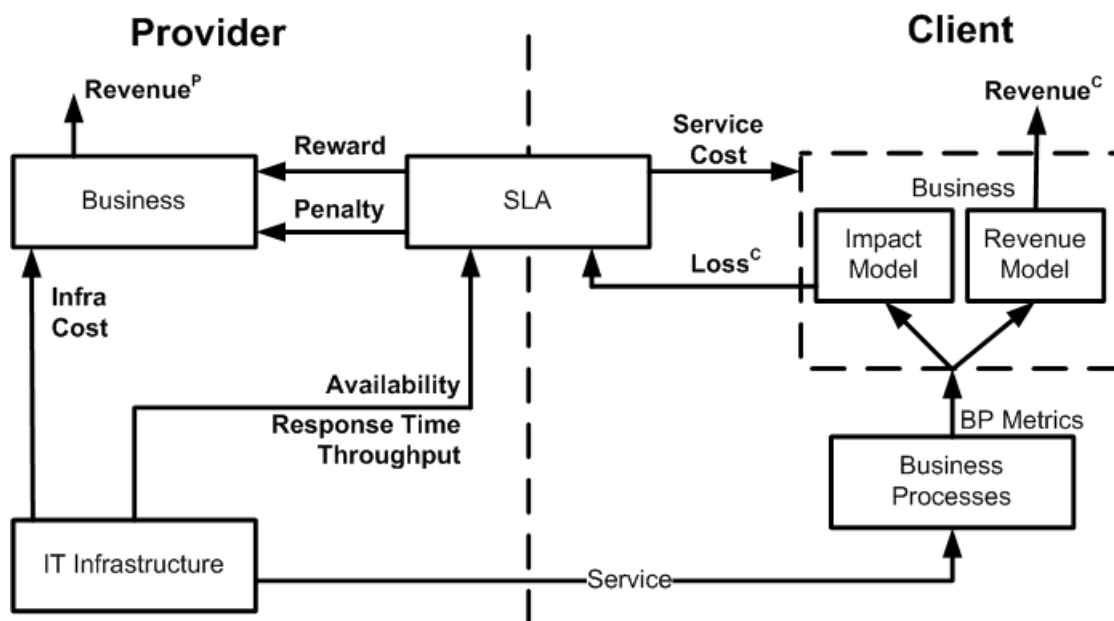 Provider
Client
Revenue^P
Revenue^C
Reward
Service
Cost
Business
SLA
Business
Penalty
Impact
Model
Revenue
Model
Loss^C
Infra
Cost
Availability
Response Time
Throughput
BP Metrics
Business
Processes
IT Infrastructure
Service